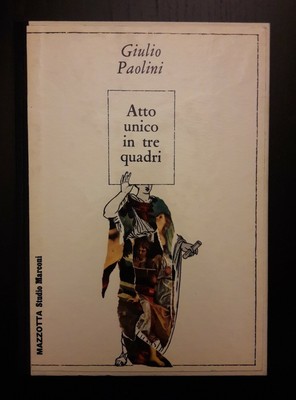 Giulio
Paolini
Atto
unico
in tre
quadri
MAZZOTTA Studio Marconi